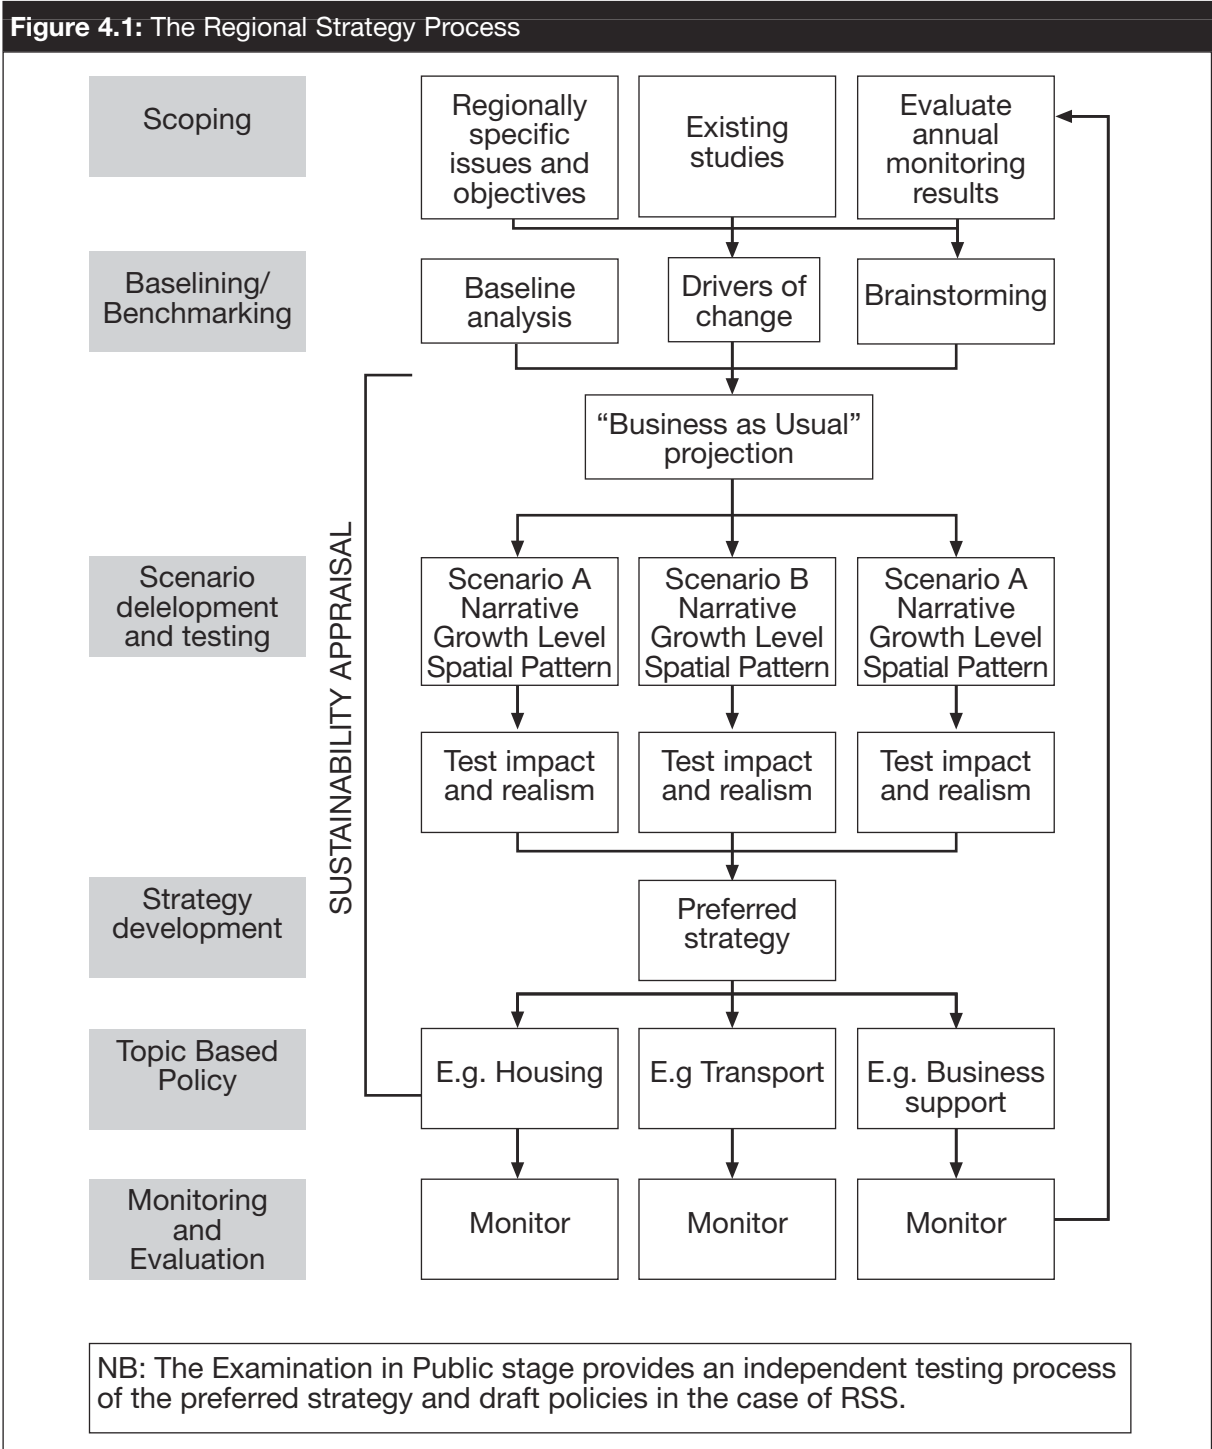 Figure 4.1: The Regional Strategy Process
Scoping
Regionally
specific
issues and
objectives
Existing
studies
Evaluate
annual
monitoring
results
Baselining/
Benchmarking
Baseline
analysis
Drivers of
change
Brainstorming
“Business as Usual”
projection
SUSTAINABILITY APPRAISAL
Scenario
delelopment
and testing
Scenario A
Narrative
Growth Level
Spatial Pattern
Scenario B
Narrative
Growth Level
Spatial Pattern
Scenario A
Narrative
Growth Level
Spatial Pattern
Test impact
and realism
Test impact
and realism
Test impact
and realism
Strategy
development
Preferred
strategy
Topic Based
Policy
E.g. Housing
E.g Transport
E.g. Business
support
Monitoring
and
Evaluation
Monitor
Monitor
Monitor
NB: The Examination in Public stage provides an independent testing process
of the preferred strategy and draft policies in the case of RSS.